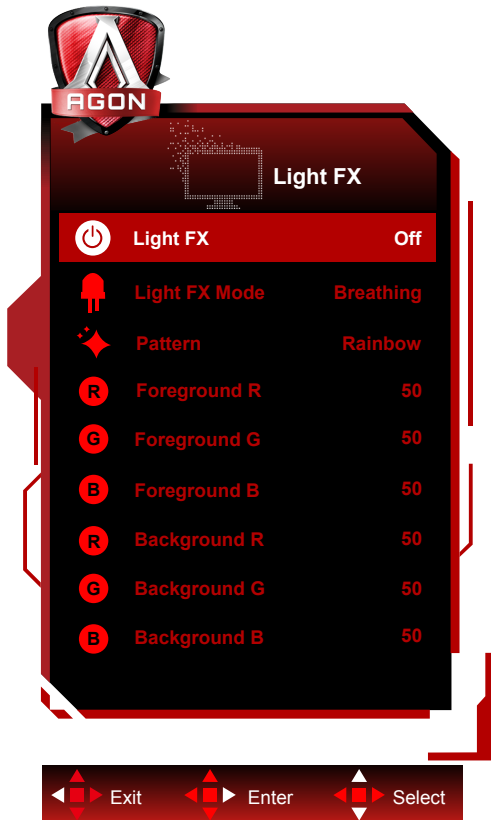 AGON
Light FX
Light FX Off
Light FX Mode Breathing
Pattern Rainbow
R Foreground R 50
G Foreground G 50
B Foreground B 50
R Background R 50
G Background G 50
B Background B 50
Exit Enter Select